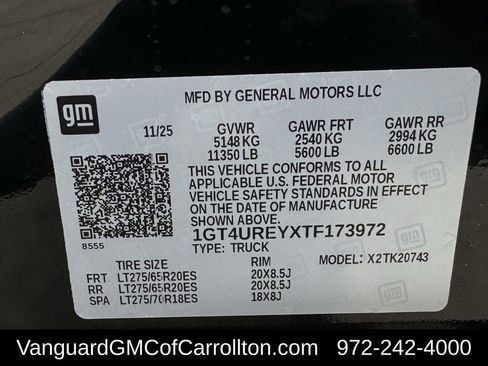 gm
MFD BY GENERAL MOTORS LLC
11/25 GVWR GAWR FRT GAWR RR
5148 KG 2540 KG 2994 KG
11350 LB 5600 LB 6600 LB
THIS VEHICLE CONFORMS TO ALL
APPLICABLE U.S. FEDERAL MOTOR
VEHICLE SAFETY STANDARDS IN EFFECT
ON THE DATE OF MANUFACTURE
SHOWN ABOVE.
8555
1GT4UREYXTF173972
TYPE: TRUCK
TIRE SIZE RIM MODEL: X2TK20743
FRT LT275/65R20ES 20X8.5J
RR LT275/65R20ES 20X8.5J
SPA LT275/70R18ES 18X8J
VanguardGMCofCarrollton.com 972-242-4000